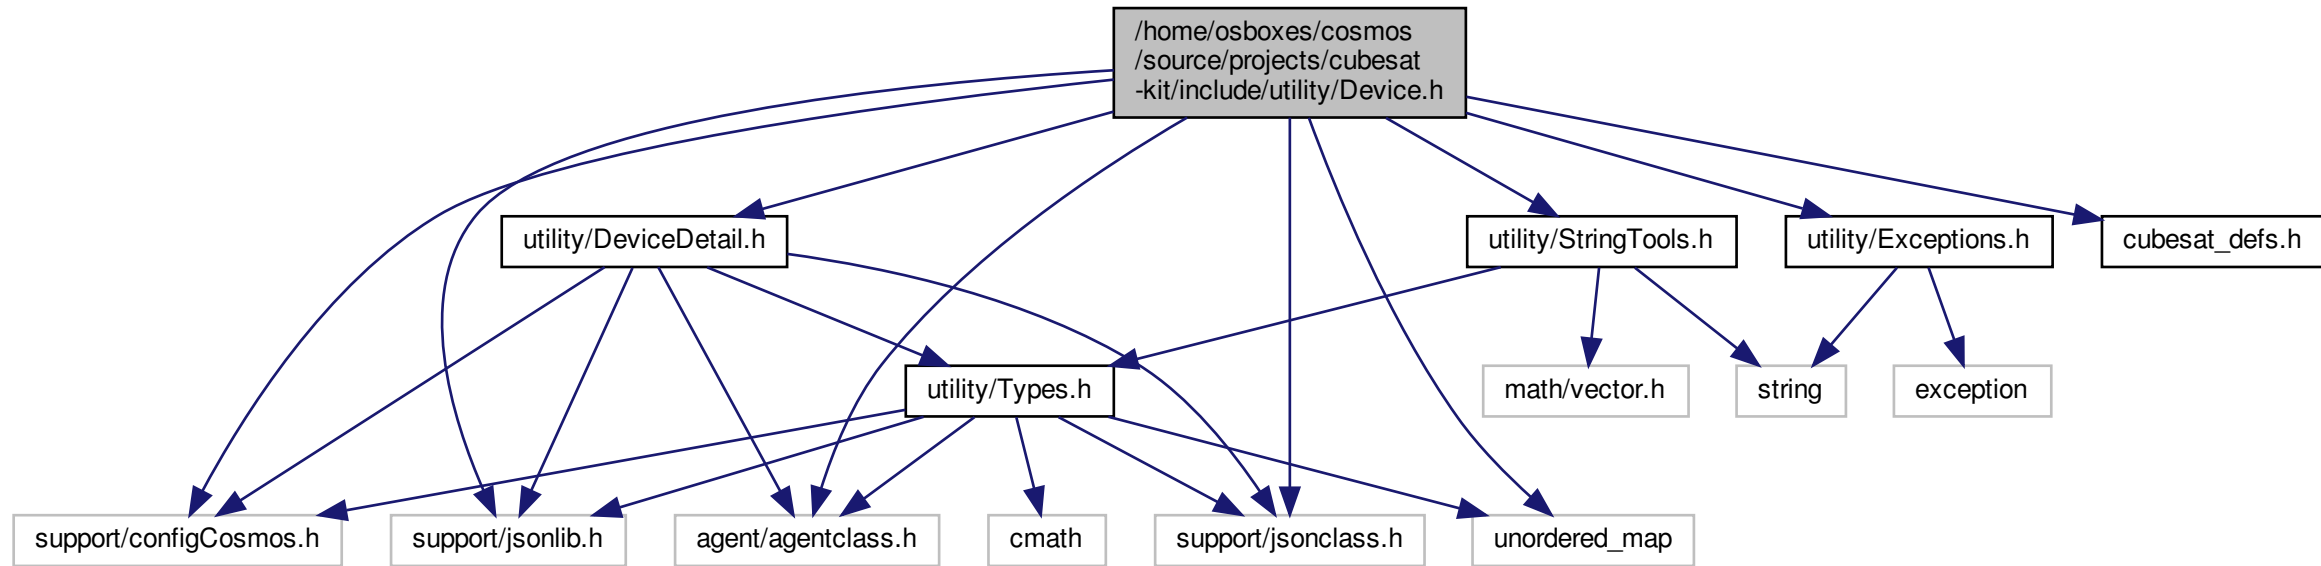 /home/osboxes/cosmos
/source/projects/cubesat
-kit/include/utility/Device.h
utility/DeviceDetail.h
utility/StringTools.h
utility/Exceptions.h
cubesat_defs.h
utility/Types.h
math/vector.h
string
exception
support/configCosmos.h
support/jsonlib.h
agent/agentclass.h
cmath
support/jsonclass.h
unordered_map